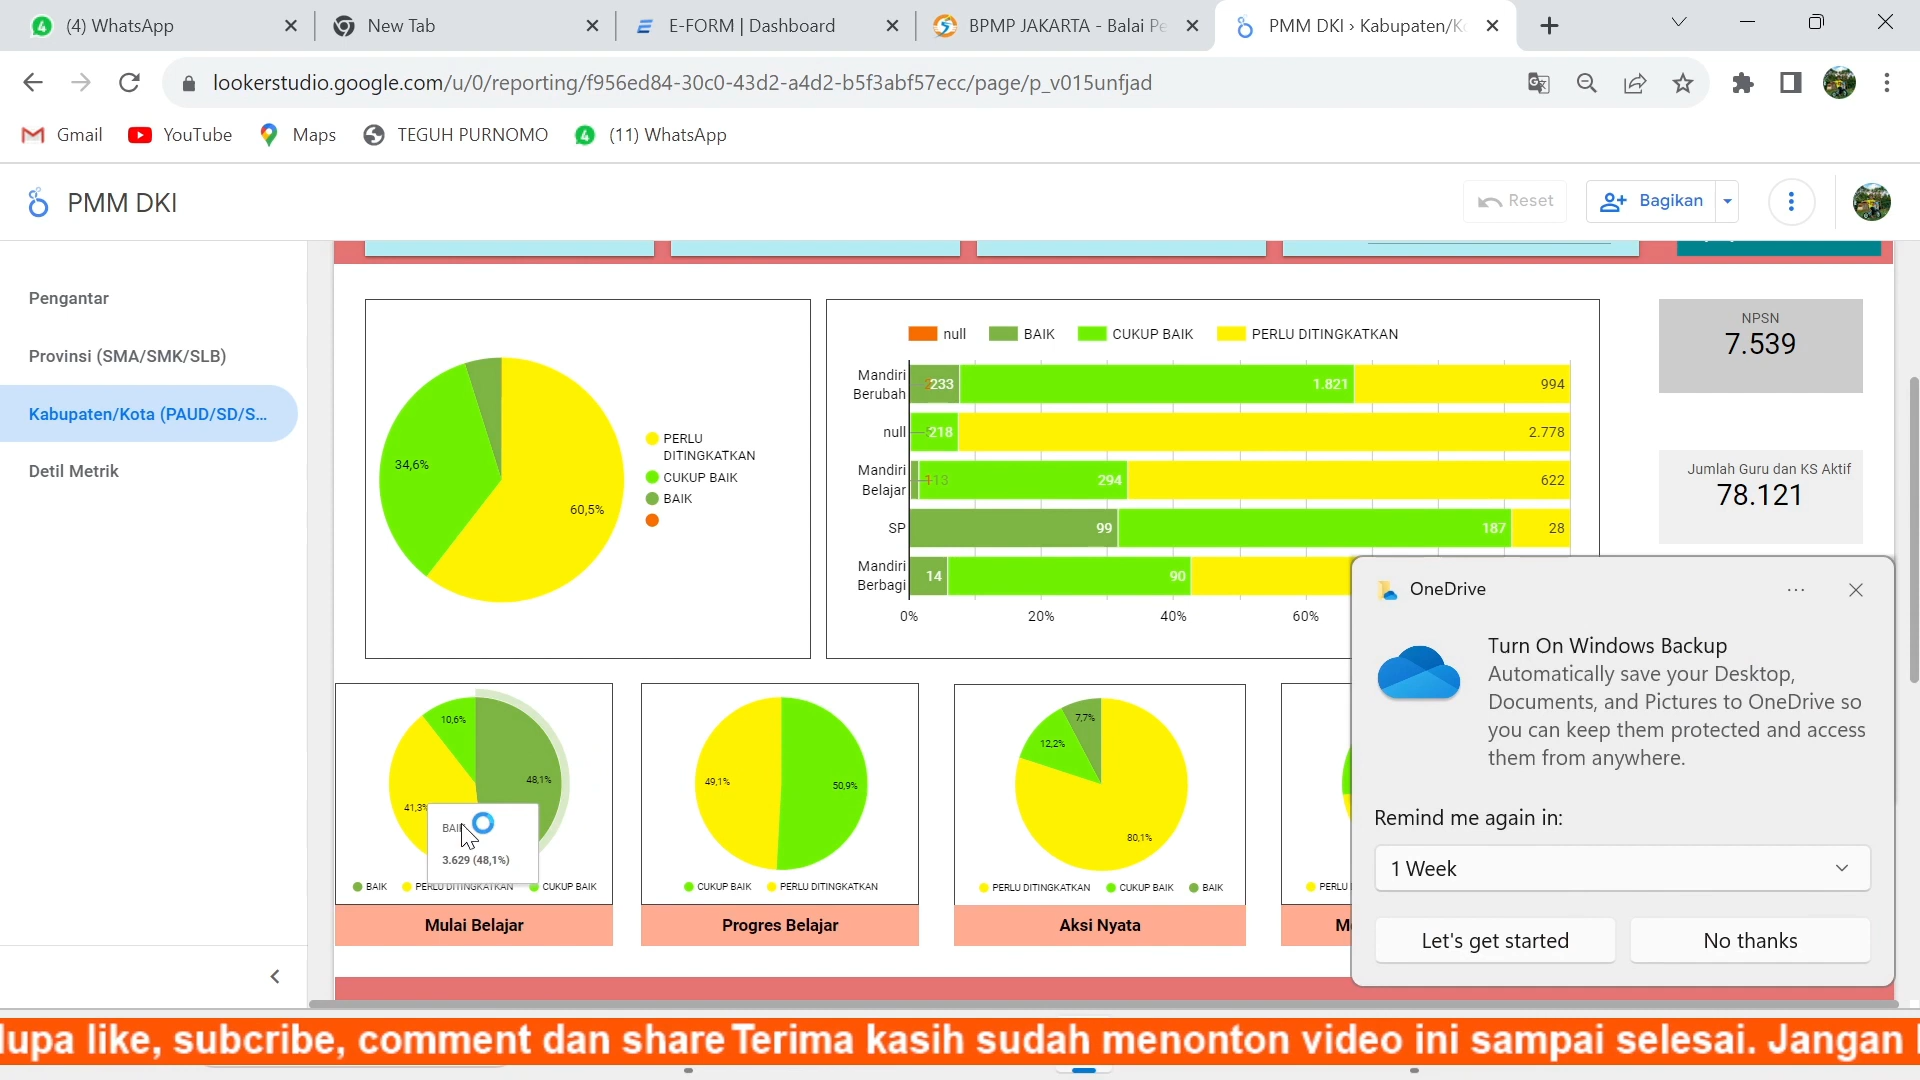 (4) WhatsApp
New Tab
E-FORM | Dashboard
BPMP JAKARTA - Balai Pe
PMM DKI › Kabupaten/Ko
lookerstudio.google.com/u/0/reporting/f956ed84-30c0-43d2-a4d2-b5f3abf57ecc/page/p_v015unfjad
Gmail
YouTube
Maps
TEGUH PURNOMO
(11) WhatsApp
PMM DKI
Reset
Bagikan
Pengantar
Provinsi (SMA/SMK/SLB)
Kabupaten/Kota (PAUD/SD/S...
Detil Metrik
34,6%
60,5%
PERLU
DITINGKATKAN
CUKUP BAIK
BAIK
null BAIK CUKUP BAIK PERLU DITINGKATKAN
Mandiri
Berubah
233 1.821 994
null 218 2.778
Mandiri
Belajar
294 622
SP 99 187 28
Mandiri
Berbagi
14 90
0% 20% 40% 60%
NPSN
7.539
Jumlah Guru dan KS Aktif
78.121
10,6%
48,1%
41,3%
3.629 (48,1%)
BAIK PERLU DITINGKATKAN CUKUP BAIK
Mulai Belajar
49,1%
50,9%
CUKUP BAIK PERLU DITINGKATKAN
Progres Belajar
7,7%
12,2%
80,1%
PERLU DITINGKATKAN CUKUP BAIK BAIK
Aksi Nyata
PERLU
OneDrive
Turn On Windows Backup
Automatically save your Desktop,
Documents, and Pictures to OneDrive so
you can keep them protected and access
them from anywhere.
Remind me again in:
1 Week
Let's get started
No thanks
lupa like, subcribe, comment dan share Terima kasih sudah menonton video ini sampai selesai. Jangan